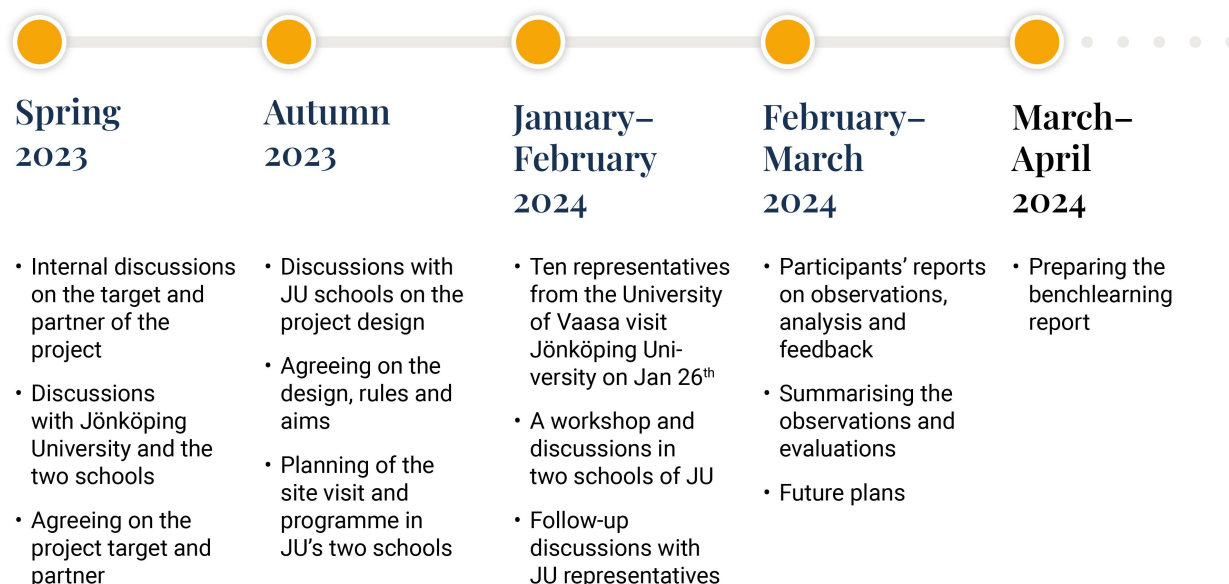 Spring
2023
• Internal discussions
on the target and
partner of the
project
• Discussions
with Jönköping
University and the
two schools
• Agreeing on the
project target and
partner
Autumn
2023
• Discussions with
JU schools on the
project design
• Agreeing on the
design, rules and
aims
• Planning of the
site visit and
programme in
JU’s two schools
January–
February
2024
• Ten representatives
from the University
of Vaasa visit
Jönköping Uni-
versity on Jan 26th
• A workshop and
discussions in
two schools of JU
• Follow-up
discussions with
JU representatives
February–
March
2024
• Participants’ reports
on observations,
analysis and
feedback
• Summarising the
observations and
evaluations
• Future plans
March–
April
2024
• Preparing the
benchlearning
report